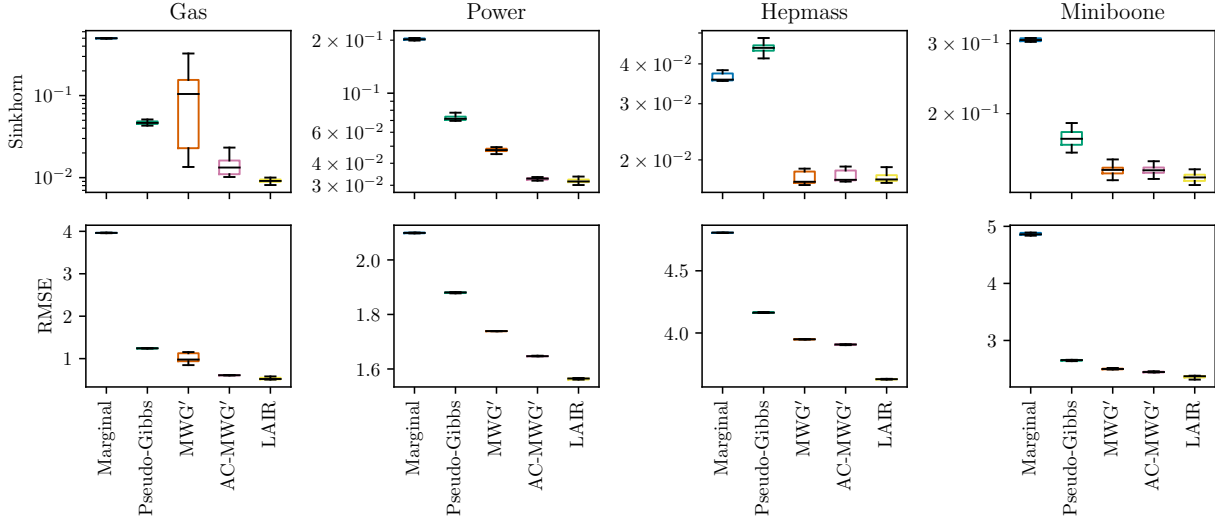 Gas
Power
Hepmass
Miniboone
Sinkhorn
10⁻¹
10⁻²
2 × 10⁻¹
10⁻¹
6 × 10⁻²
4 × 10⁻²
3 × 10⁻²
4 × 10⁻²
3 × 10⁻²
2 × 10⁻²
3 × 10⁻¹
2 × 10⁻¹
RMSE
4
3
2
1
2.0
1.8
1.6
4.5
4.0
5
4
3
Marginal
Pseudo-Gibbs
MWG′
AC-MWG′
LAIR
Marginal
Pseudo-Gibbs
MWG′
AC-MWG′
LAIR
Marginal
Pseudo-Gibbs
MWG′
AC-MWG′
LAIR
Marginal
Pseudo-Gibbs
MWG′
AC-MWG′
LAIR